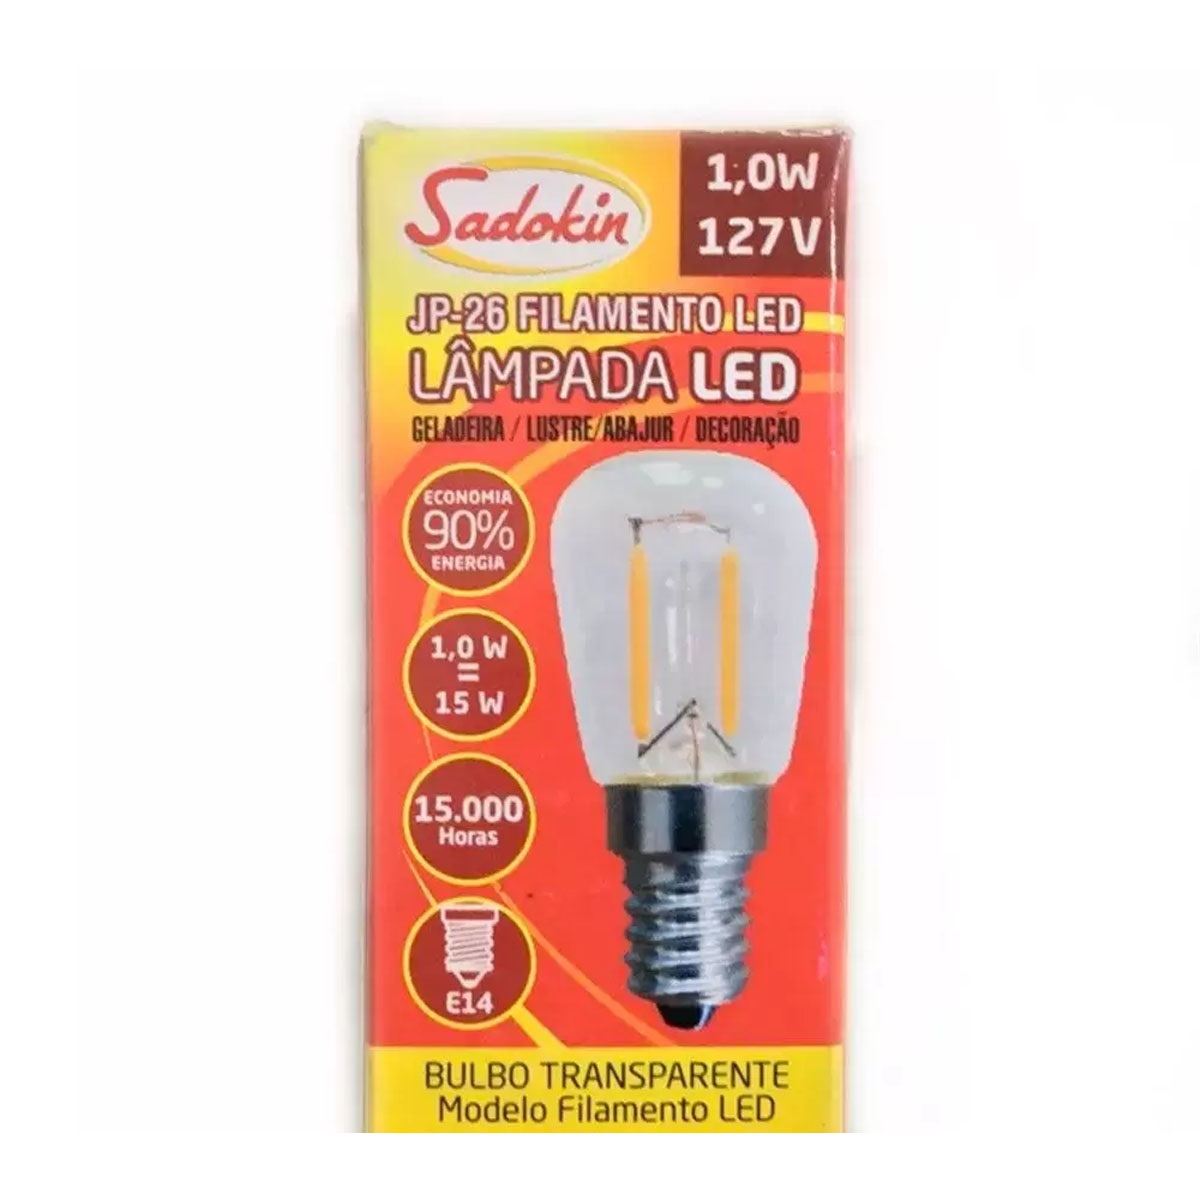 Sadokin
1,0W
127V
JP-26 FILAMENTO LED
LÂMPADA LED
GELADEIRA / LUSTRE/ABAJUR / DECORAÇÃO
ECONOMIA
90%
ENERGIA
1,0 W
=
15 W
15.000
Horas
E14
BULBO TRANSPARENTE
Modelo Filamento LED